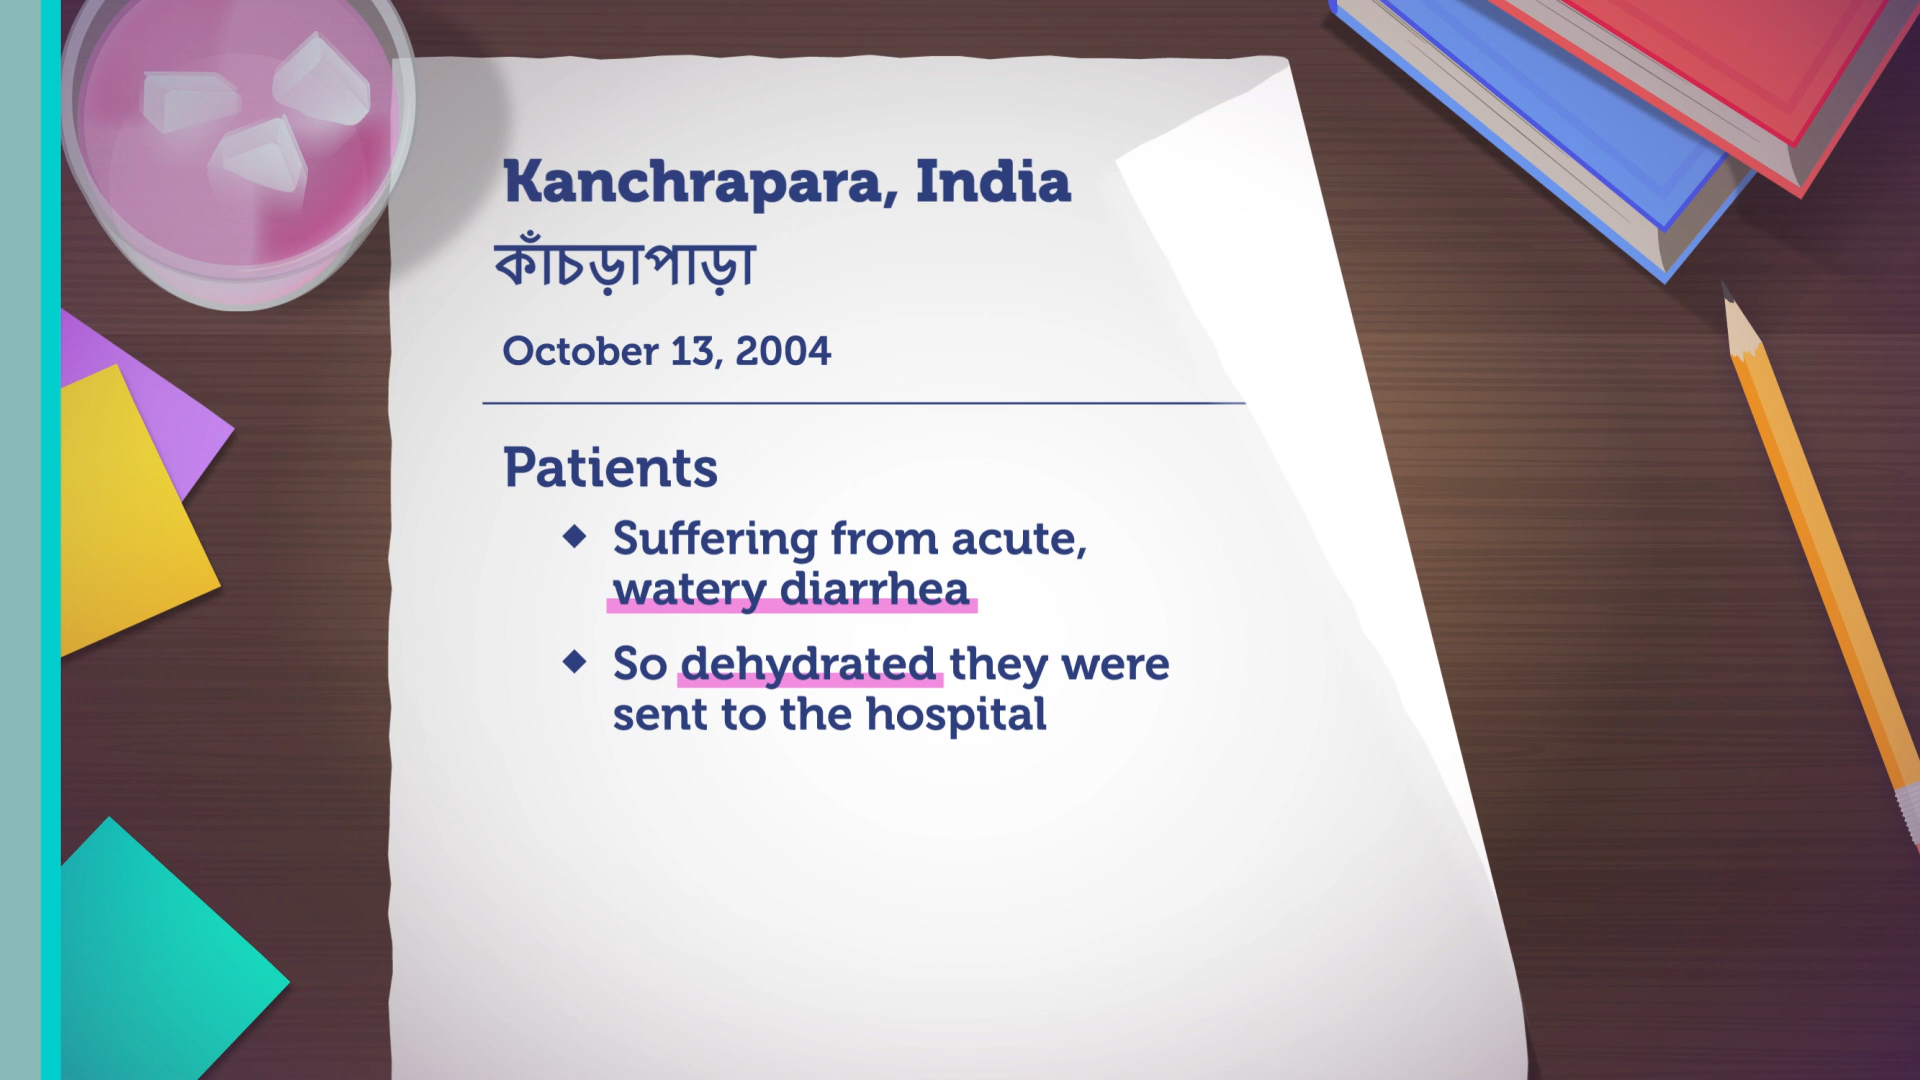 Kanchrapara, India
কাঁচড়াপাড়া
October 13, 2004
Patients
◆ Suffering from acute,
watery diarrhea
◆ So dehydrated they were
sent to the hospital